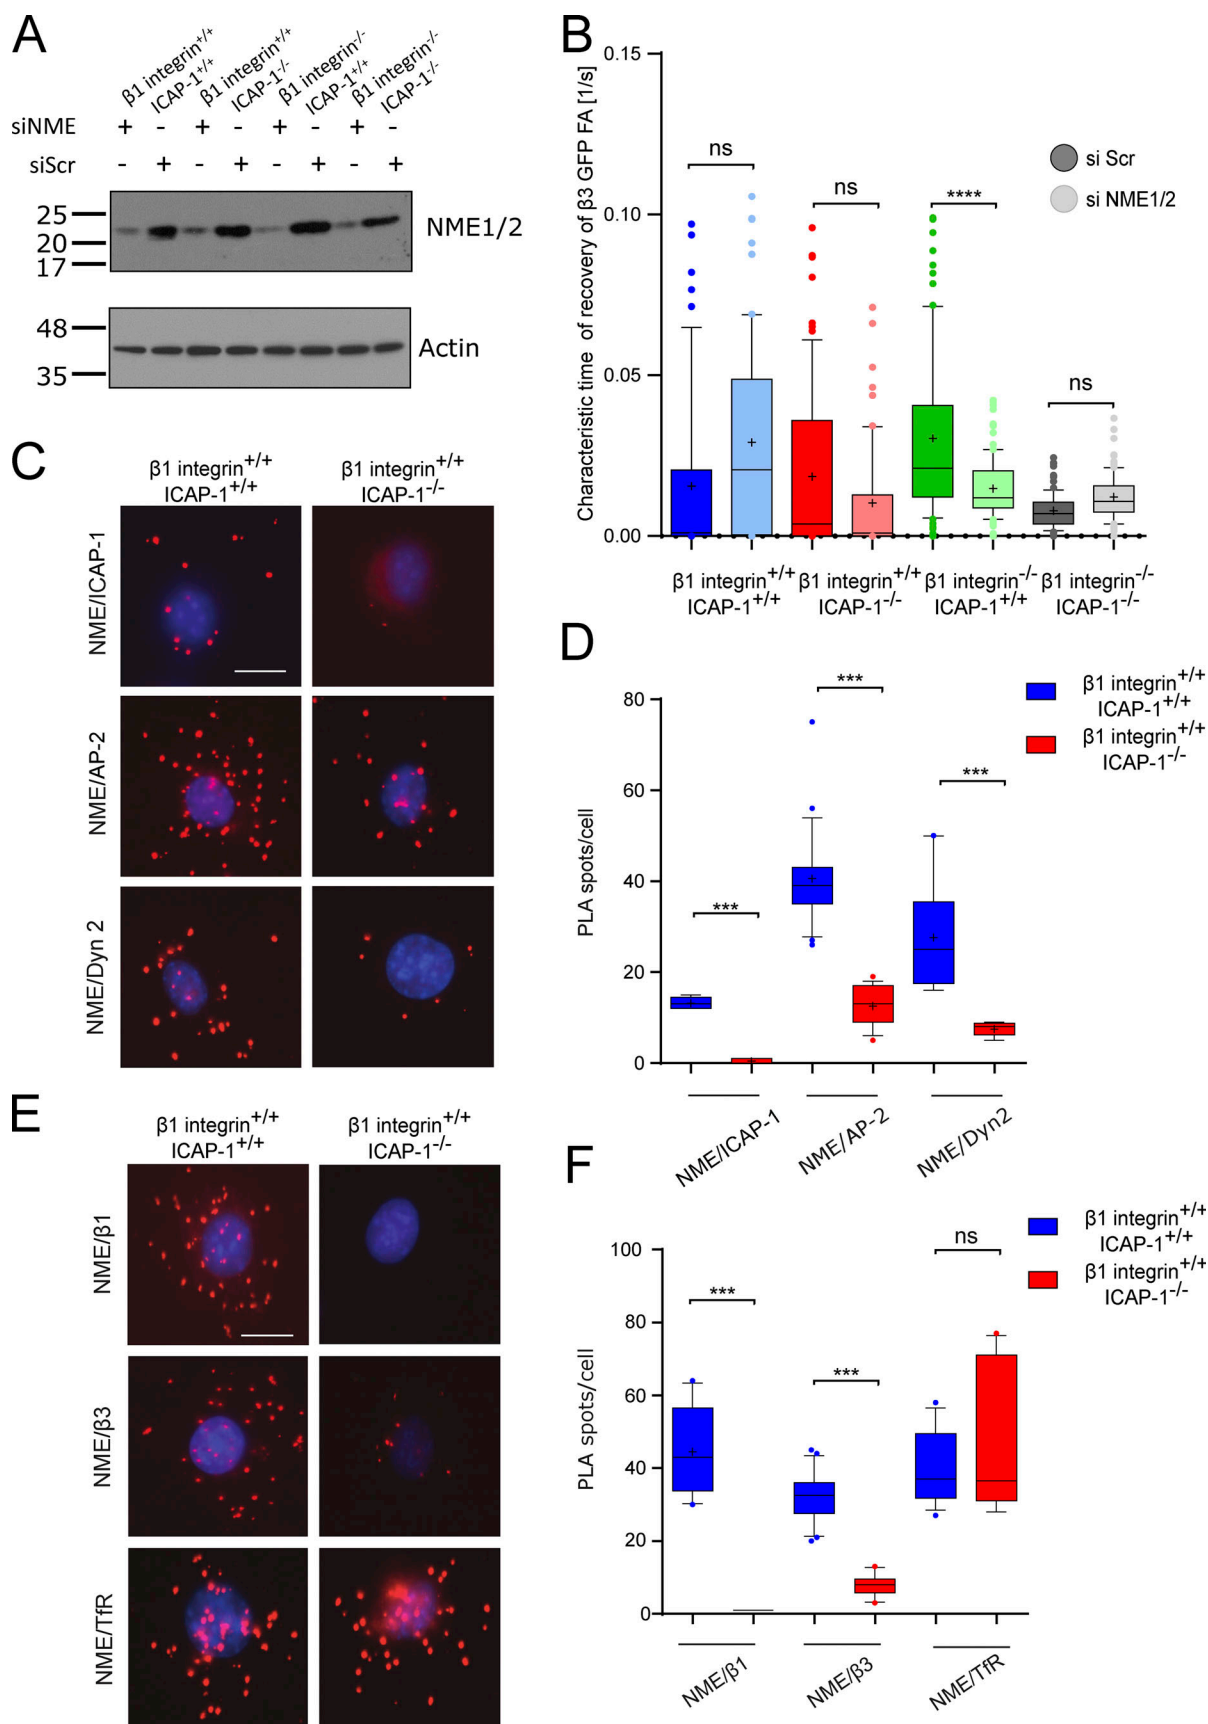 A
β1 integrin+/+
ICAP-1+/+
β1 integrin+/+
ICAP-1-/-
β1 integrin-/-
ICAP-1+/+
β1 integrin-/-
ICAP-1-/-
siNME + - + - + - + -
siScr - + - + - + - +
25
20
17
NME1/2
48
35
Actin
B
Characteristic time of recovery of β3 GFP FA [1/s]
0.15
0.10
0.05
0.00
ns
ns
****
ns
si Scr
si NME1/2
β1 integrin+/+
ICAP-1+/+
β1 integrin+/+
ICAP-1-/-
β1 integrin-/-
ICAP-1+/+
β1 integrin-/-
ICAP-1-/-
C
β1 integrin+/+
ICAP-1+/+
β1 integrin+/+
ICAP-1-/-
NME/ICAP-1
NME/AP-2
NME/Dyn 2
D
PLA spots/cell
80
60
40
20
0
***
***
***
β1 integrin+/+
ICAP-1+/+
β1 integrin+/+
ICAP-1-/-
NME/ICAP-1
NME/AP-2
NME/Dyn2
E
β1 integrin+/+
ICAP-1+/+
β1 integrin+/+
ICAP-1-/-
NME/β1
NME/β3
NME/TfR
F
PLA spots/cell
100
80
60
40
20
0
***
***
ns
β1 integrin+/+
ICAP-1+/+
β1 integrin+/+
ICAP-1-/-
NME/β1
NME/β3
NME/TfR